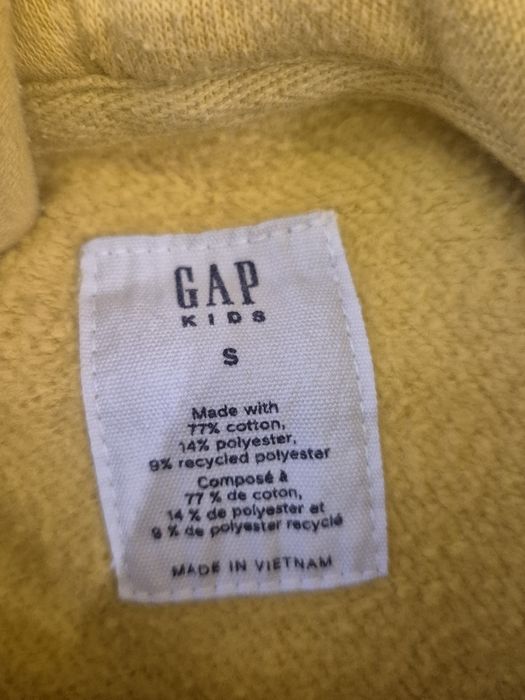 GAP
KIDS
S
Made with
77% cotton,
14% polyester,
9% recycled polyester
Composé à
77 % de coton,
14 % de polyester et
9 % de polyester recyclé
MADE IN VIETNAM